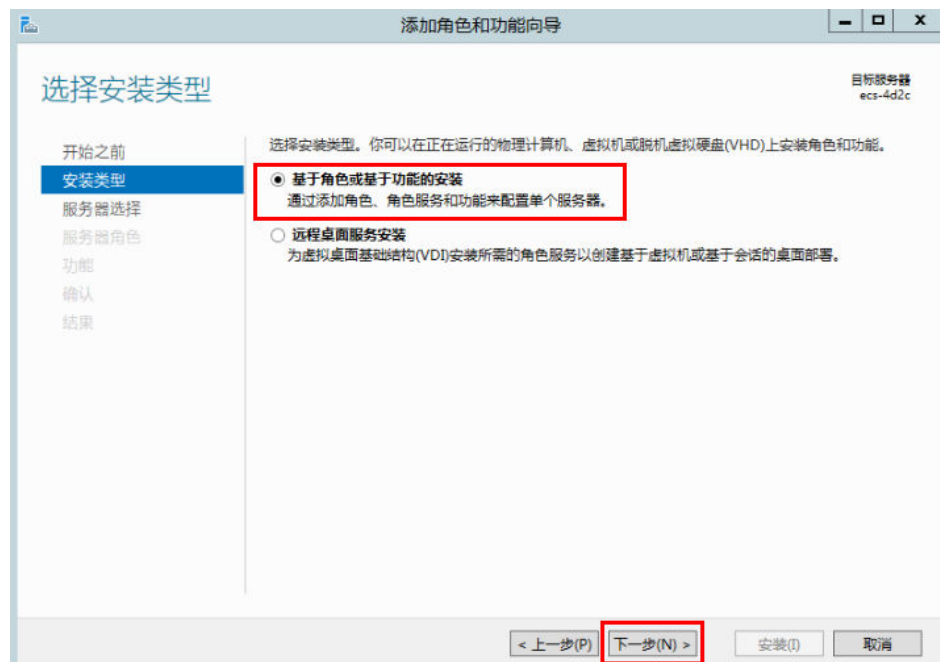 添加角色和功能向导
选择安装类型
目标服务器
ecs-4d2c
开始之前
安装类型
服务器选择
服务器角色
功能
确认
结果
选择安装类型。你可以在正在运行的物理计算机、虚拟机或脱机虚拟硬盘(VHD)上安装角色和功能。
基于角色或基于功能的安装
通过添加角色、角色服务和功能来配置单个服务器。
远程桌面服务安装
为虚拟桌面基础结构(VDI)安装所需的角色服务以创建基于虚拟机或基于会话的桌面部署。
< 上一步(P)
下一步(N) >
安装(I)
取消